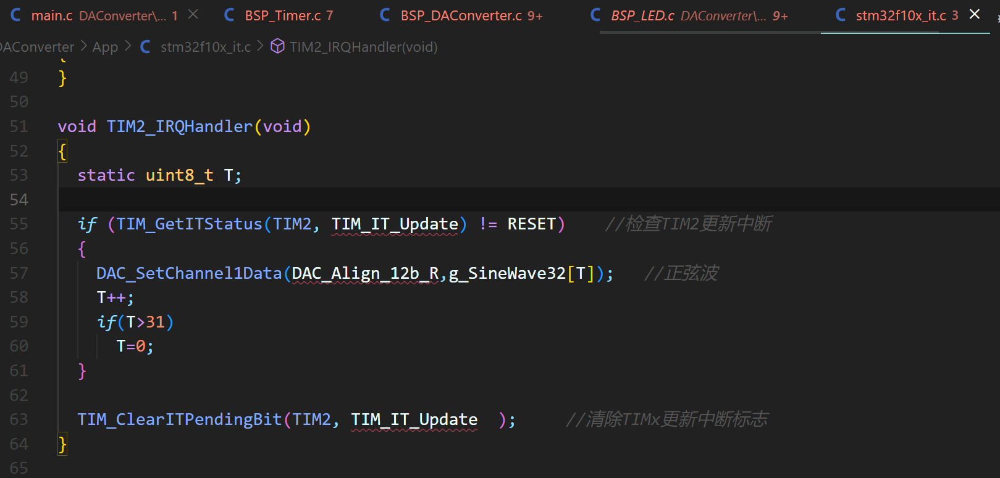 main.c DAConverter\... 1
BSP_Timer.c 7
BSP_DAConverter.c 9+
BSP_LED.c DAConverter\... 9+
stm32f10x_it.c 3
DAConverter > App > C stm32f10x_it.c > TIM2_IRQHandler(void)
49 }
50
51 void TIM2_IRQHandler(void)
52 {
53 static uint8_t T;
54
55 if (TIM_GetITStatus(TIM2, TIM_IT_Update) != RESET) //检查TIM2更新中断
56 {
57 DAC_SetChannel1Data(DAC_Align_12b_R,g_SineWave32[T]); //正弦波
58 T++;
59 if(T>31)
60 T=0;
61 }
62
63 TIM_ClearITPendingBit(TIM2, TIM_IT_Update ); //清除TIMx更新中断标志
64 }
65